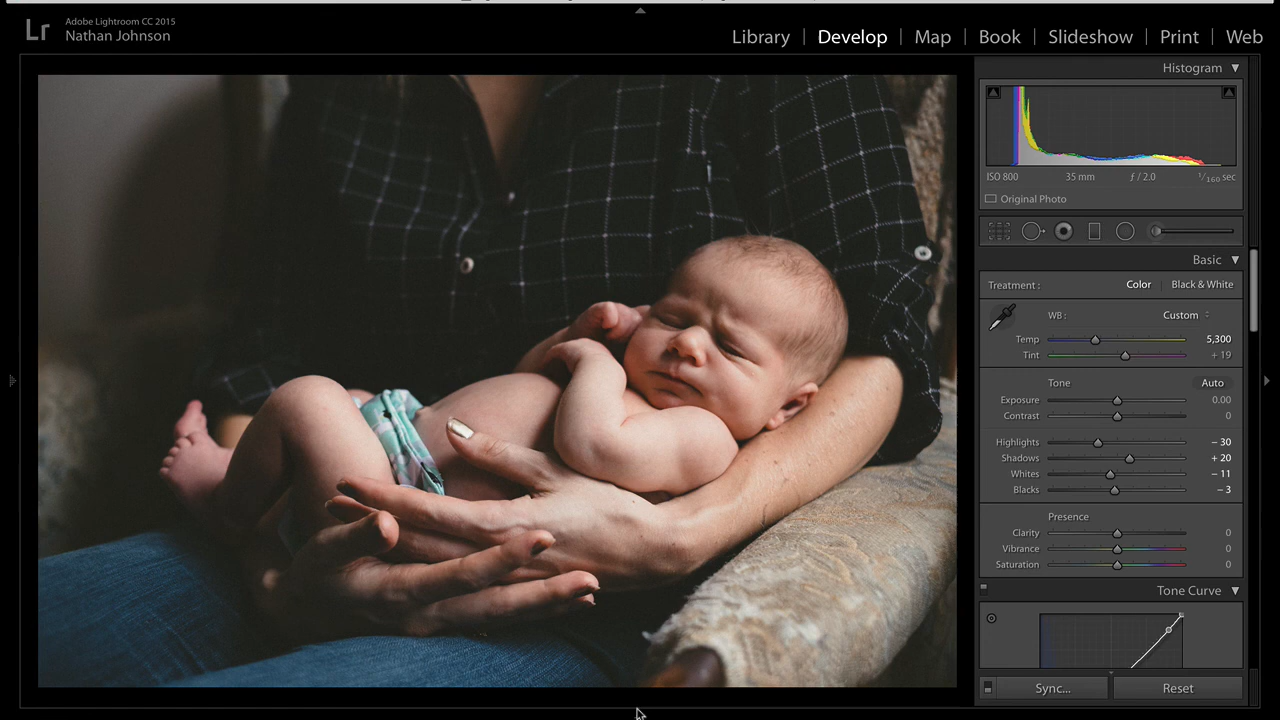 Lr
Adobe Lightroom CC 2015
Nathan Johnson
Library | Develop | Map | Book | Slideshow | Print | Web
Histogram
ISO 800 35 mm ƒ / 2.0 1/160 sec
Original Photo
Basic
Treatment : Color | Black & White
WB : Custom
Temp 5,300
Tint + 19
Tone Auto
Exposure 0.00
Contrast 0
Highlights − 30
Shadows + 20
Whites − 11
Blacks − 3
Presence
Clarity 0
Vibrance 0
Saturation 0
Tone Curve
Sync... Reset